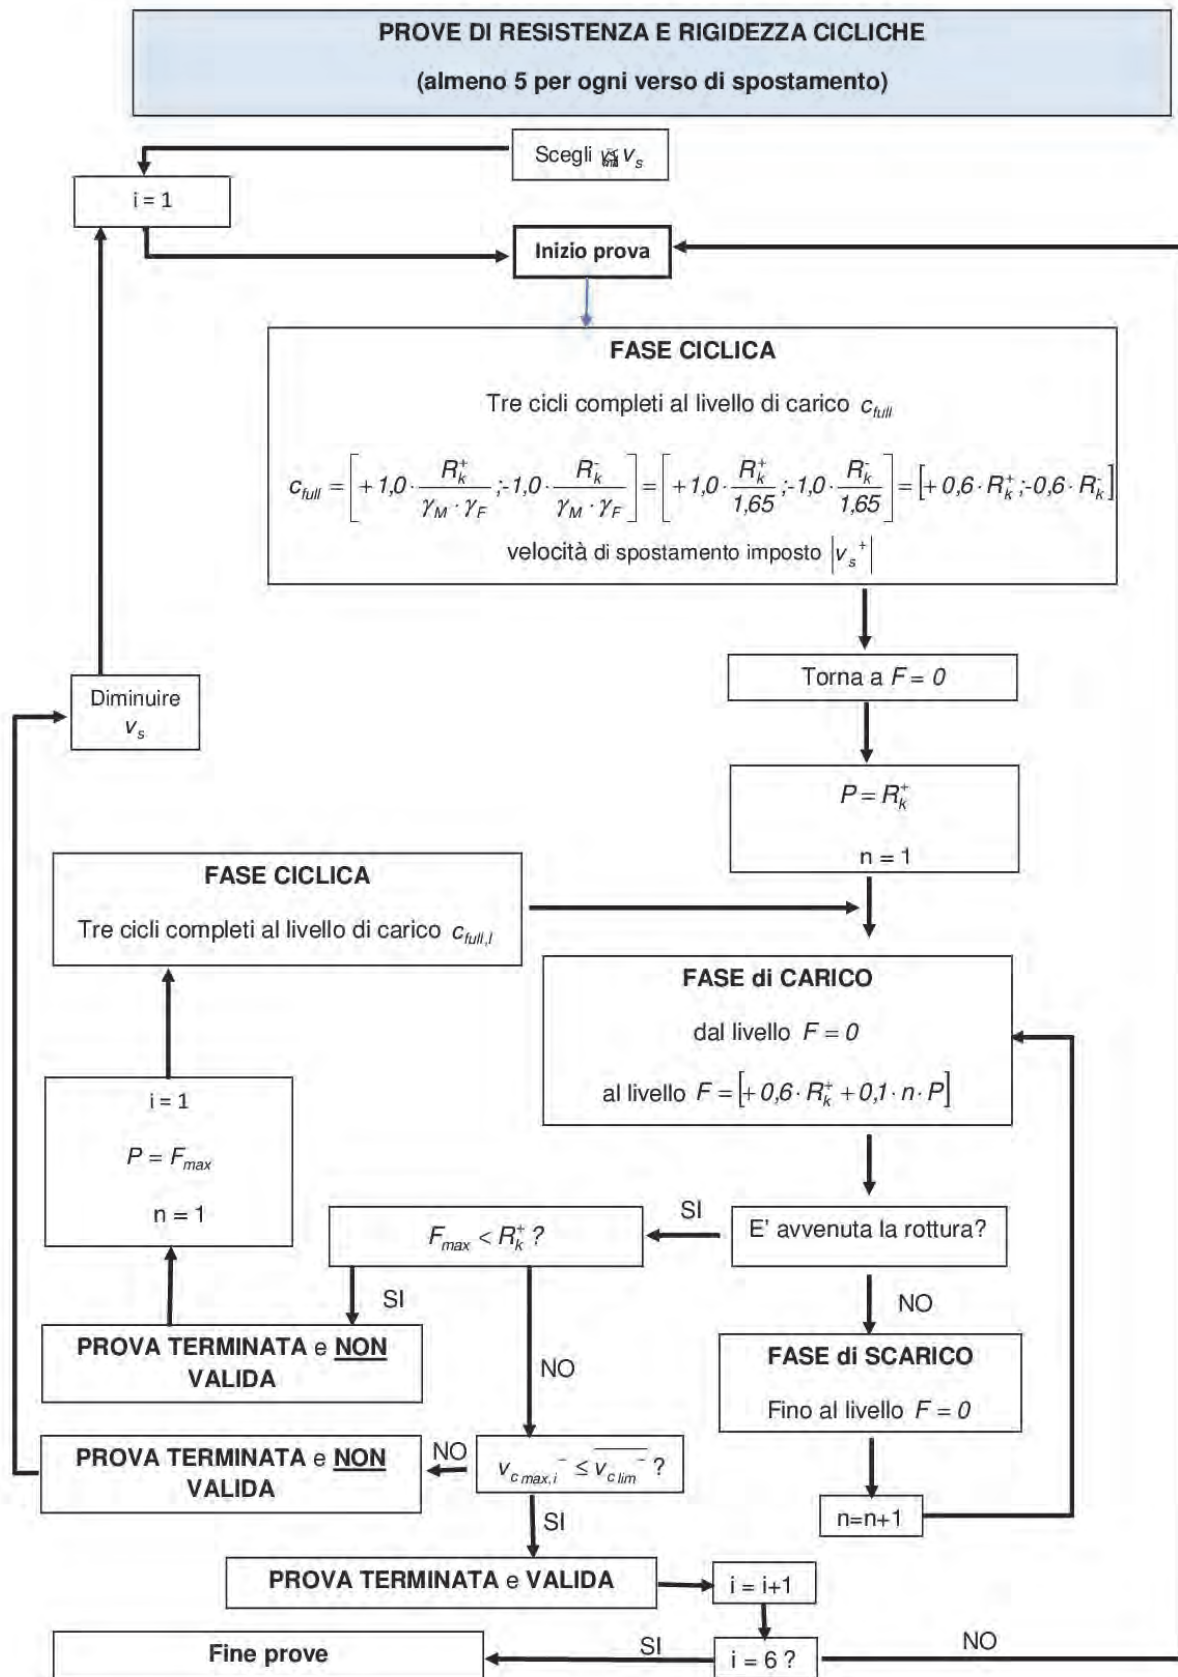 PROVE DI RESISTENZA E RIGIDEZZA CICLICHE
(almeno 5 per ogni verso di spostamento)
Scegli v_s
i = 1
Inizio prova
FASE CICLICA
Tre cicli completi al livello di carico c_full
c_full = [+1,0 · R_k^+ / (γ_M · γ_F) ; -1,0 · R_k^- / (γ_M · γ_F)] = [+1,0 · R_k^+ / 1,65 ; -1,0 · R_k^- / 1,65] = [+0,6 · R_k^+ ; -0,6 · R_k^-]
velocità di spostamento imposto |v_s^+|
Torna a F = 0
Diminuire
v_s
P = R_k^+
n = 1
FASE CICLICA
Tre cicli completi al livello di carico c_full,l
FASE di CARICO
dal livello F = 0
al livello F = [+0,6 · R_k^+ + 0,1 · n · P]
i = 1
P = F_max
n = 1
SI
E' avvenuta la rottura?
F_max < R_k^+ ?
SI
NO
PROVA TERMINATA e NON
VALIDA
NO
FASE di SCARICO
Fino al livello F = 0
PROVA TERMINATA e NON
VALIDA
NO
v_c max,i^- ≤ v_c lim^- ?
n=n+1
SI
PROVA TERMINATA e VALIDA
i = i+1
Fine prove
SI
i = 6 ?
NO